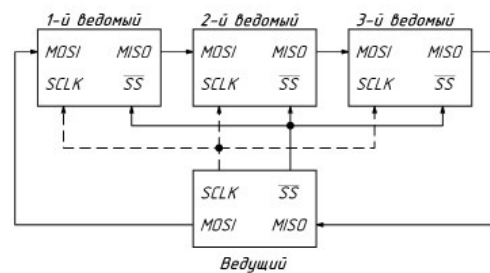 1-й ведомый 2-й ведомый 3-й ведомый
MOSI MISO MOSI MISO MOSI MISO
SCLK SS SCLK SS SCLK SS
SCLK SS
MOSI MISO
Ведущий